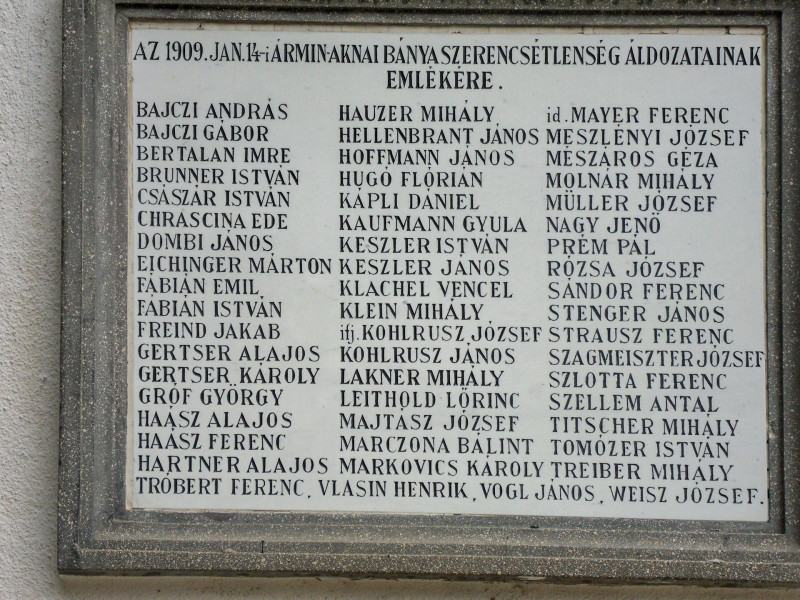 AZ 1909. JAN. 14-i ÁRMIN-AKNAI BÁNYASZERENCSÉTLENSÉG ÁLDOZATAINAK
EMLÉKÉRE.
BAJCZI ANDRÁS
BAJCZI GÁBOR
BERTALAN IMRE
BRUNNER ISTVÁN
CSÁSZÁR ISTVÁN
CHRASCINA EDE
DOMBI JÁNOS
EICHINGER MÁRTON
FÁBIÁN EMIL
FÁBIÁN ISTVÁN
FREIND JAKAB
GERTSER ALAJOS
GERTSER KÁROLY
GRÓF GYÖRGY
HAÁSZ ALAJOS
HAÁSZ FERENC
HARTNER ALAJOS
HAUZER MIHÁLY
HELLENBRANT JÁNOS
HOFFMANN JÁNOS
HUGÓ FLÓRIÁN
KÁPLI DÁNIEL
KAUFMANN GYULA
KESZLER ISTVÁN
KESZLER JÁNOS
KLACHEL VENCEL
KLEIN MIHÁLY
ifj. KOHLRUSZ JÓZSEF
KOHLRUSZ JÁNOS
LAKNER MIHÁLY
LEITHOLD LŐRINC
MAJTÁSZ JÓZSEF
MARCZONA BÁLINT
MARKOVICS KÁROLY
id. MAYER FERENC
MESZLÉNYI JÓZSEF
MÉSZÁROS GÉZA
MOLNÁR MIHÁLY
MÜLLER JÓZSEF
NAGY JENŐ
PRÉM PÁL
RÓZSA JÓZSEF
SÁNDOR FERENC
STENGER JÁNOS
STRAUSZ FERENC
SZAGMEISZTER JÓZSEF
SZLOTTA FERENC
SZELLEM ANTAL
TITSCHER MIHÁLY
TOMÓZER ISTVÁN
TREIBER MIHÁLY
TRÓBERT FERENC, VLASIN HENRIK, VOGL JÁNOS, WEISZ JÓZSEF.